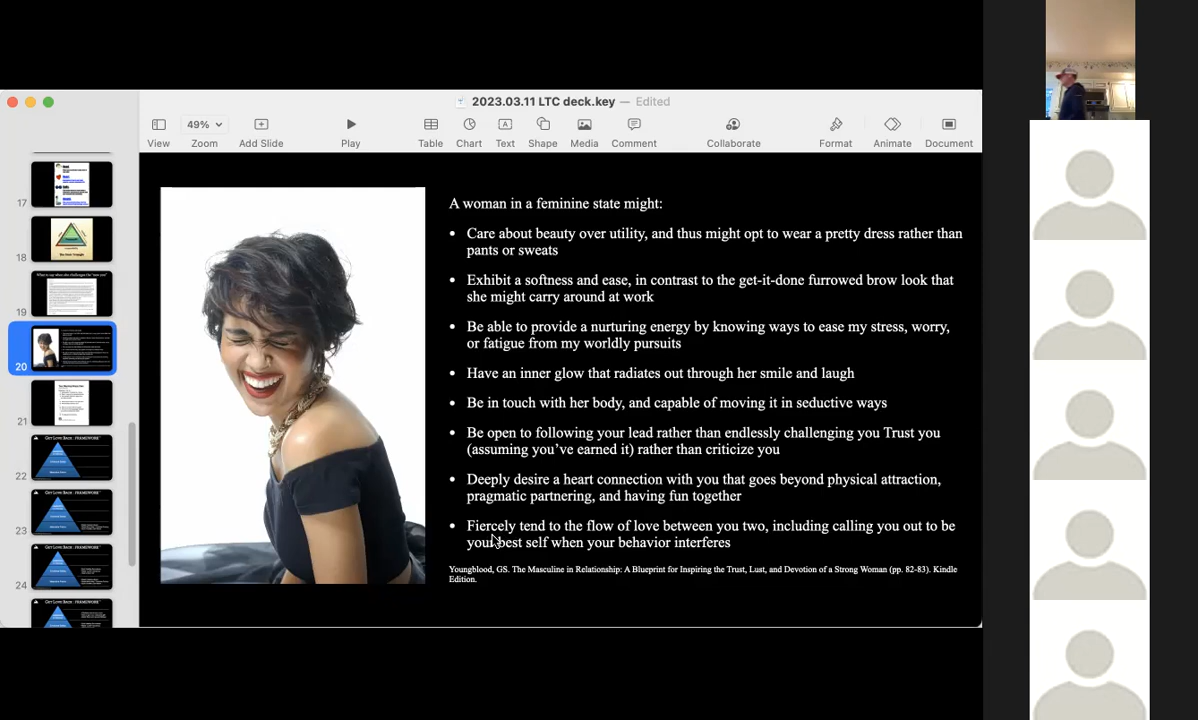 2023.03.11 LTC deck.key — Edited
49%
View
Zoom
Add Slide
Play
Table
Chart
Text
Shape
Media
Comment
Collaborate
Format
Animate
Document
17
18
19
20
21
22
23
24
A woman in a feminine state might:
• Care about beauty over utility, and thus might opt to wear a pretty dress rather than
pants or sweats
• Exhibit a softness and ease, in contrast to the get-it-done furrowed brow look that
she might carry around at work
• Be able to provide a nurturing energy by knowing ways to ease my stress, worry,
or fatigue from my worldly pursuits
• Have an inner glow that radiates out through her smile and laugh
• Be in touch with her body, and capable of moving it in seductive ways
• Be open to following your lead rather than endlessly challenging you Trust you
(assuming you've earned it) rather than criticize you
• Deeply desire a heart connection with you that goes beyond physical attraction,
pragmatic partnering, and having fun together
• Fiercely tend to the flow of love between you two, including calling you out to be
your best self when your behavior interferes
Youngblood, GS. The Masculine in Relationship: A Blueprint for Inspiring the Trust, Lust, and Devotion of a Strong Woman (pp. 82-83). Kindle
Edition.